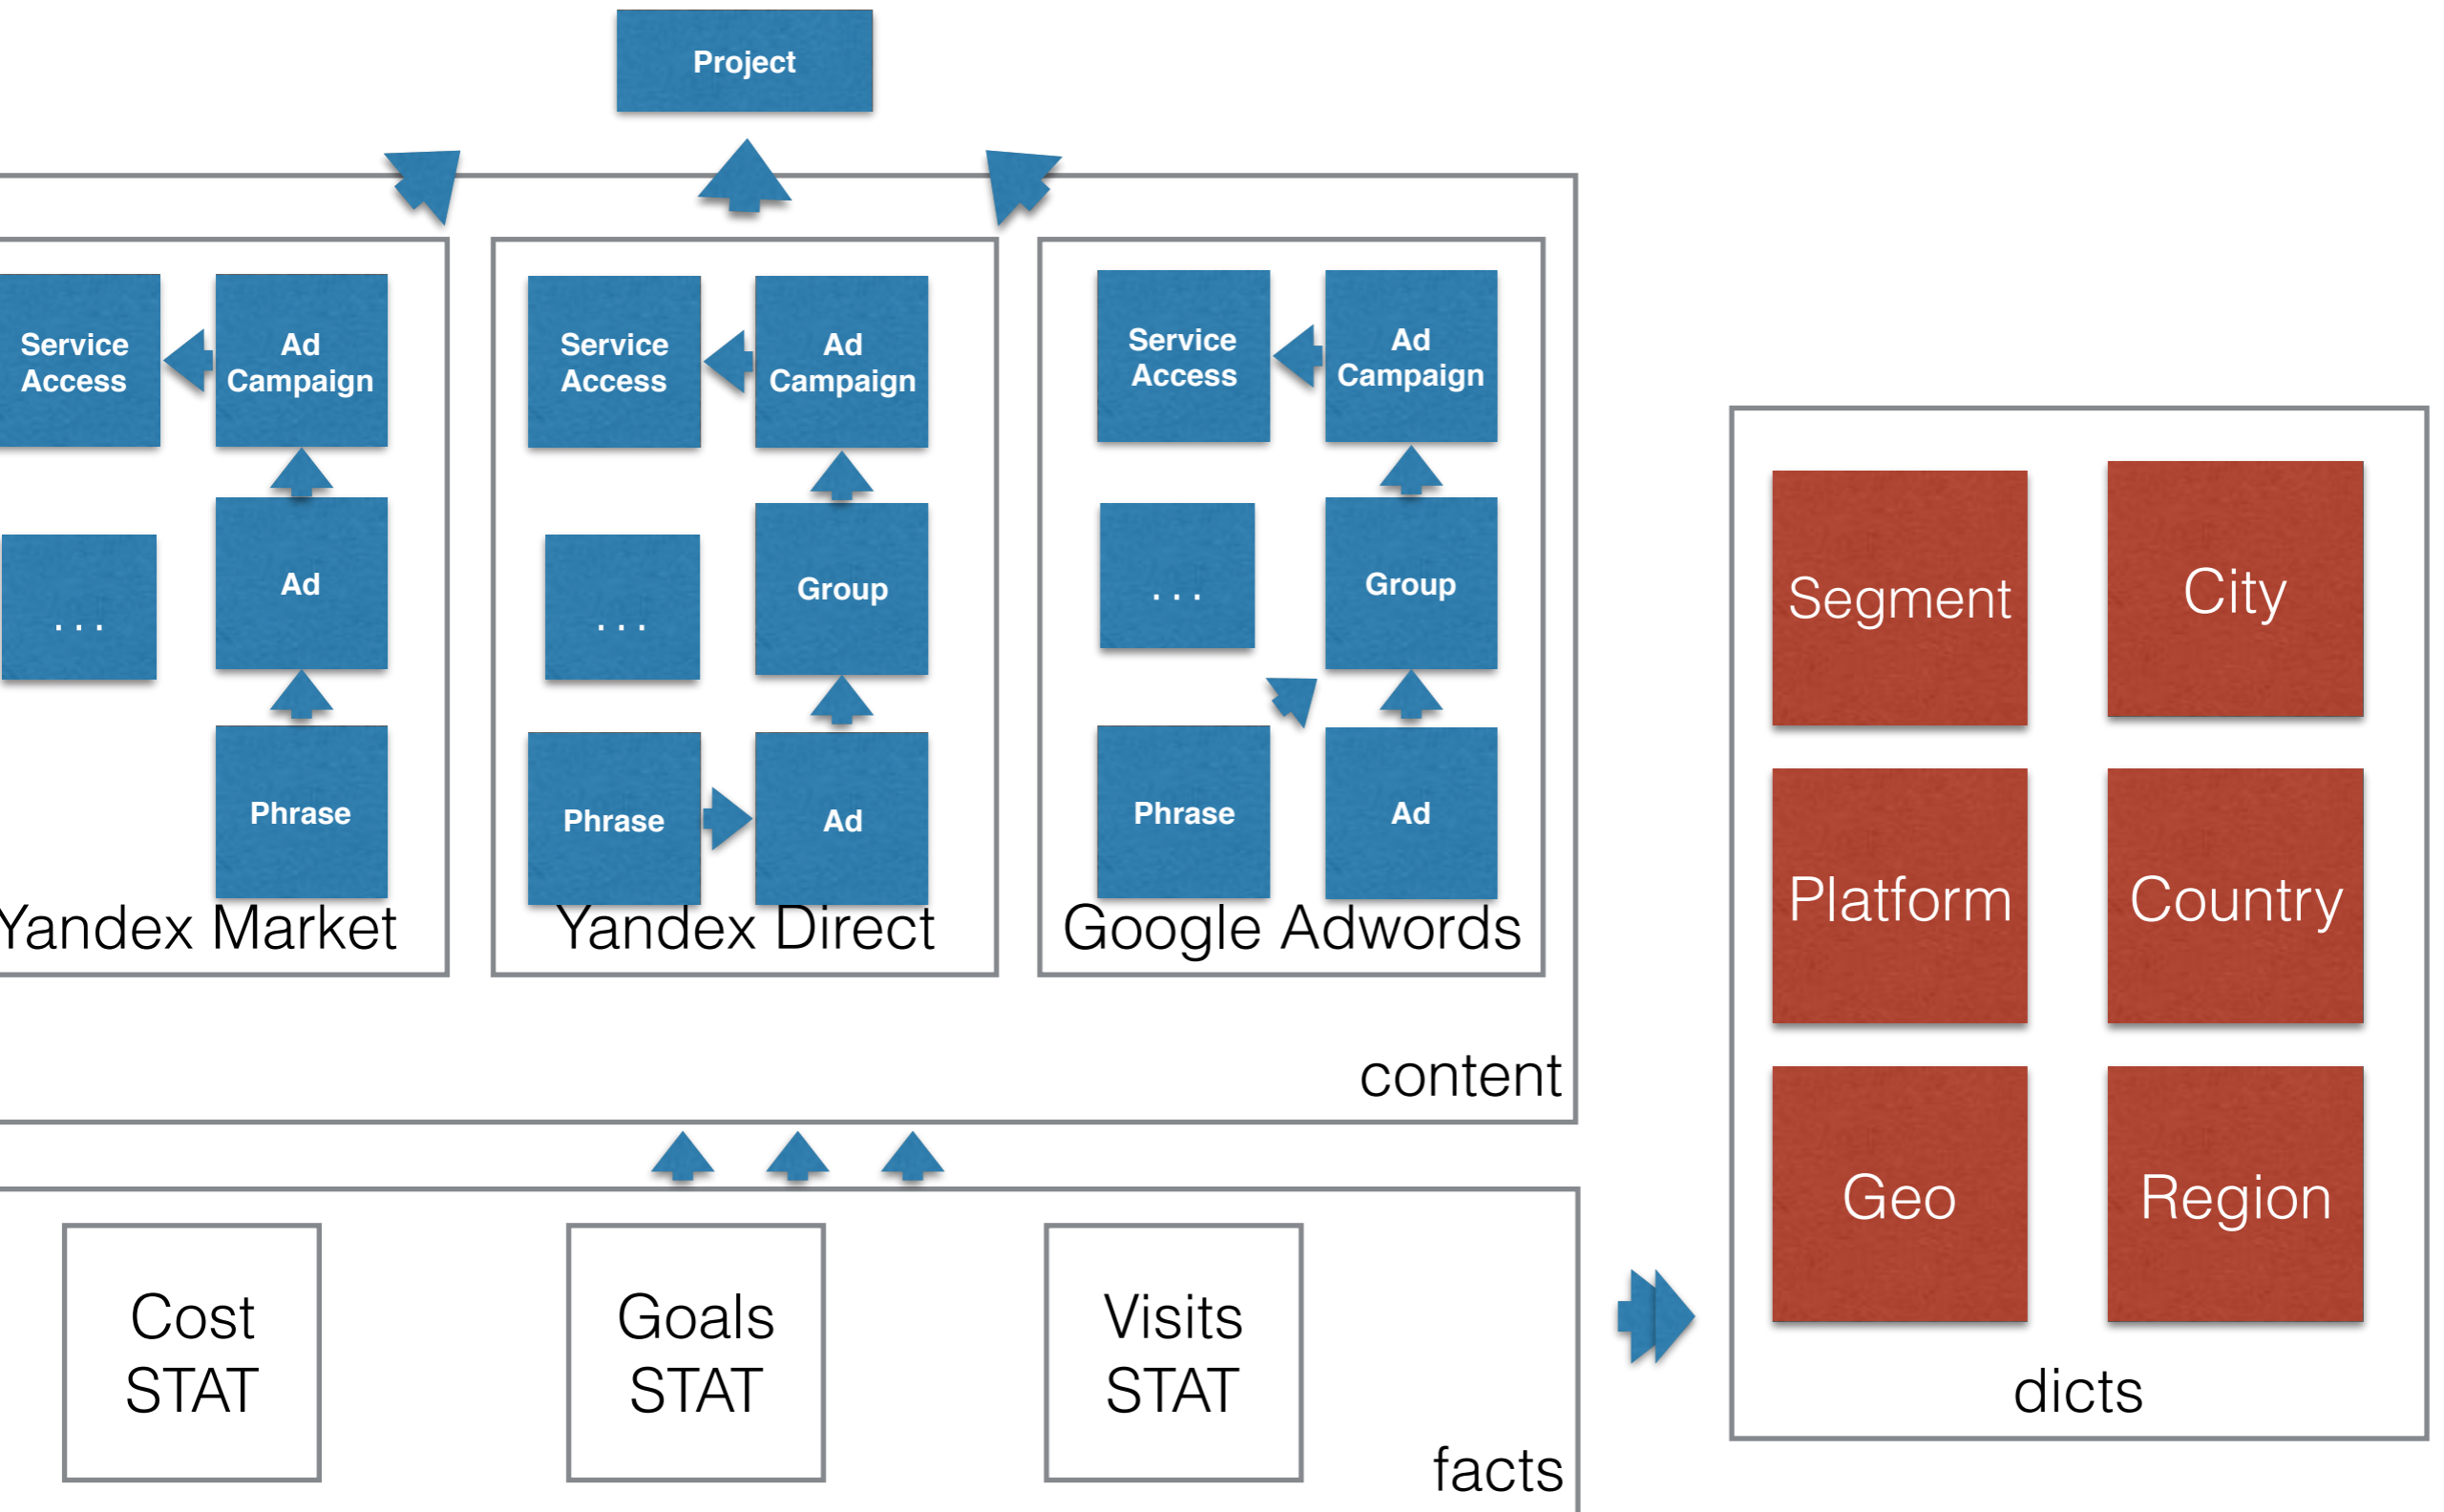 Project
Service
Access
Ad
Campaign
. . .
Ad
Phrase
Yandex Market
Service
Access
Ad
Campaign
. . .
Group
Phrase
Ad
Yandex Direct
Service
Access
Ad
Campaign
. . .
Group
Phrase
Ad
Google Adwords
content
Cost
STAT
Goals
STAT
Visits
STAT
facts
Segment
City
Platform
Country
Geo
Region
dicts